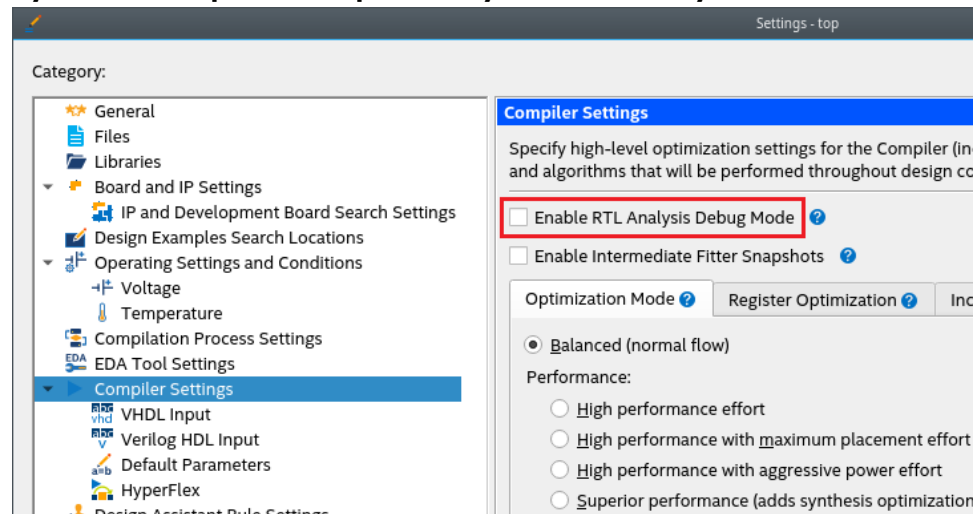 Settings - top
Category:
General
Files
Libraries
Board and IP Settings
IP and Development Board Search Settings
Design Examples Search Locations
Operating Settings and Conditions
Voltage
Temperature
Compilation Process Settings
EDA
EDA Tool Settings
Compiler Settings
abc
vhd
VHDL Input
abc
V
Verilog HDL Input
a=b
Default Parameters
HyperFlex
Compiler Settings
Specify high-level optimization settings for the Compiler
and algorithms that will be performed throughout design
Enable RTL Analysis Debug Mode ?
Enable Intermediate Fitter Snapshots ?
Optimization Mode ?
Register Optimization ?
Balanced (normal flow)
Performance:
High performance effort
High performance with maximum placement effort
High performance with aggressive power effort
Superior performance (adds synthesis optimization